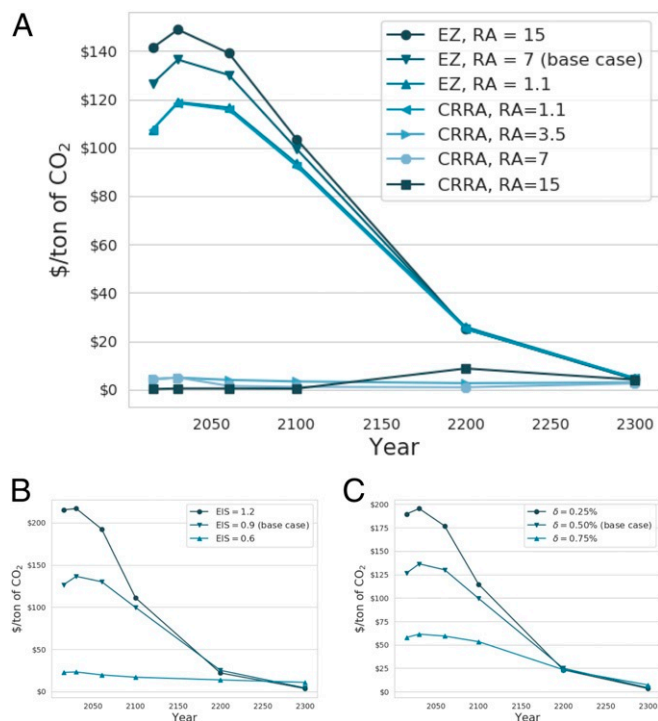 A
$/ton of CO₂
$140
$120
$100
$80
$60
$40
$20
$0
EZ, RA = 15
EZ, RA = 7 (base case)
EZ, RA = 1.1
CRRA, RA=1.1
CRRA, RA=3.5
CRRA, RA=7
CRRA, RA=15
2050 2100 2150 2200 2250 2300
Year
B
$/ton of CO₂
$200
$150
$100
$50
$0
EIS = 1.2
EIS = 0.9 (base case)
EIS = 0.6
2050 2100 2150 2200 2250 2300
Year
C
$/ton of CO₂
$200
$175
$150
$125
$100
$75
$50
$25
$0
δ = 0.25%
δ = 0.50% (base case)
δ = 0.75%
2050 2100 2150 2200 2250 2300
Year